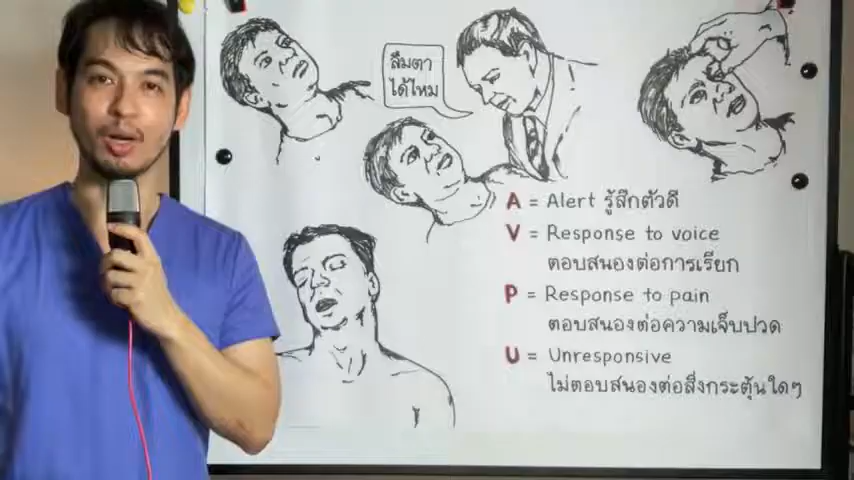 ลืมตา
ได้ไหม
A = Alert รู้สึกตัวดี
V = Response to voice
ตอบสนองต่อการเรียก
P = Response to pain
ตอบสนองต่อความเจ็บปวด
U = Unresponsive
ไม่ตอบสนองต่อสิ่งกระตุ้นใดๆ